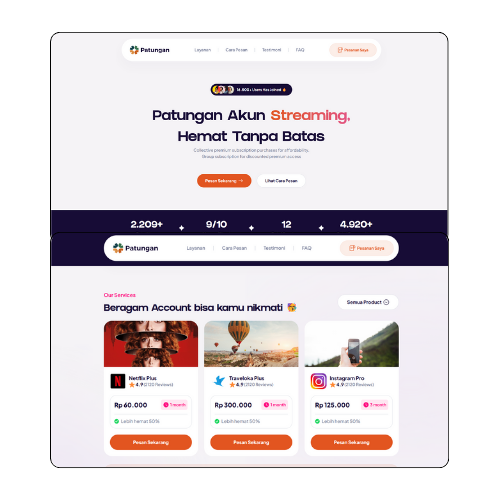 Patungan
Layanan
Cara Pesan
Testimoni
FAQ
Pesanan Saya
14.900+ Users Has Joined 🔥
Patungan Akun Streaming,
Hemat Tanpa Batas
Collective premium subscription purchases for affordability.
Group subscription for discounted premium access
Pesan Sekarang →
Lihat Cara Pesan
2.209+
9/10
12
4.920+
Patungan
Layanan
Cara Pesan
Testimoni
FAQ
Pesanan Saya
Our Services
Beragam Account bisa kamu nikmati
Semua Product
Netflix Plus
4.9 (2120 Reviews)
Rp 60.000
1 month
Lebih hemat 50%
Pesan Sekarang
Traveloka Plus
4.9 (2120 Reviews)
Rp 300.000
1 month
Lebih hemat 50%
Pesan Sekarang
Instagram Pro
4.9 (2120 Reviews)
Rp 125.000
3 month
Lebih hemat 50%
Pesan Sekarang